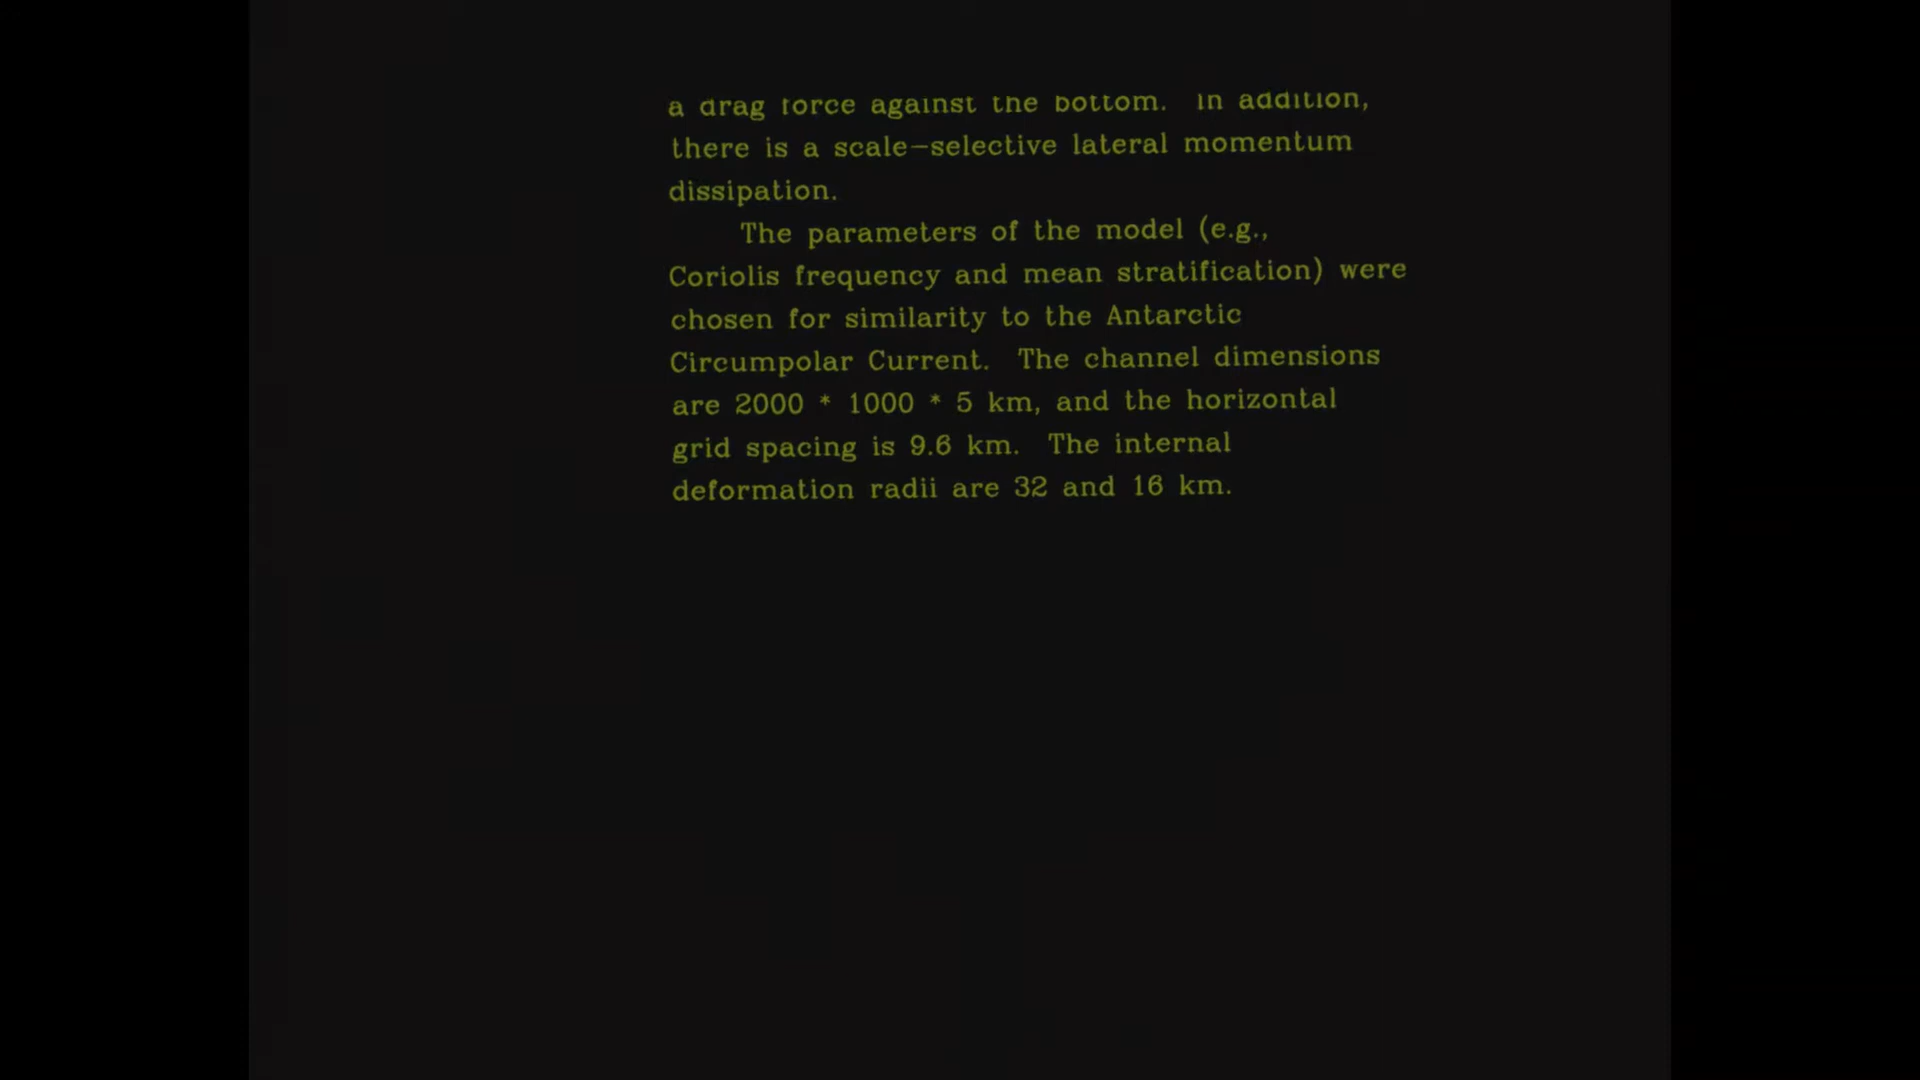 a drag force against the bottom.  In addition,
there is a scale-selective lateral momentum
dissipation.
The parameters of the model (e.g.,
Coriolis frequency and mean stratification) were
chosen for similarity to the Antarctic
Circumpolar Current.  The channel dimensions
are 2000 * 1000 * 5 km, and the horizontal
grid spacing is 9.6 km.  The internal
deformation radii are 32 and 16 km.